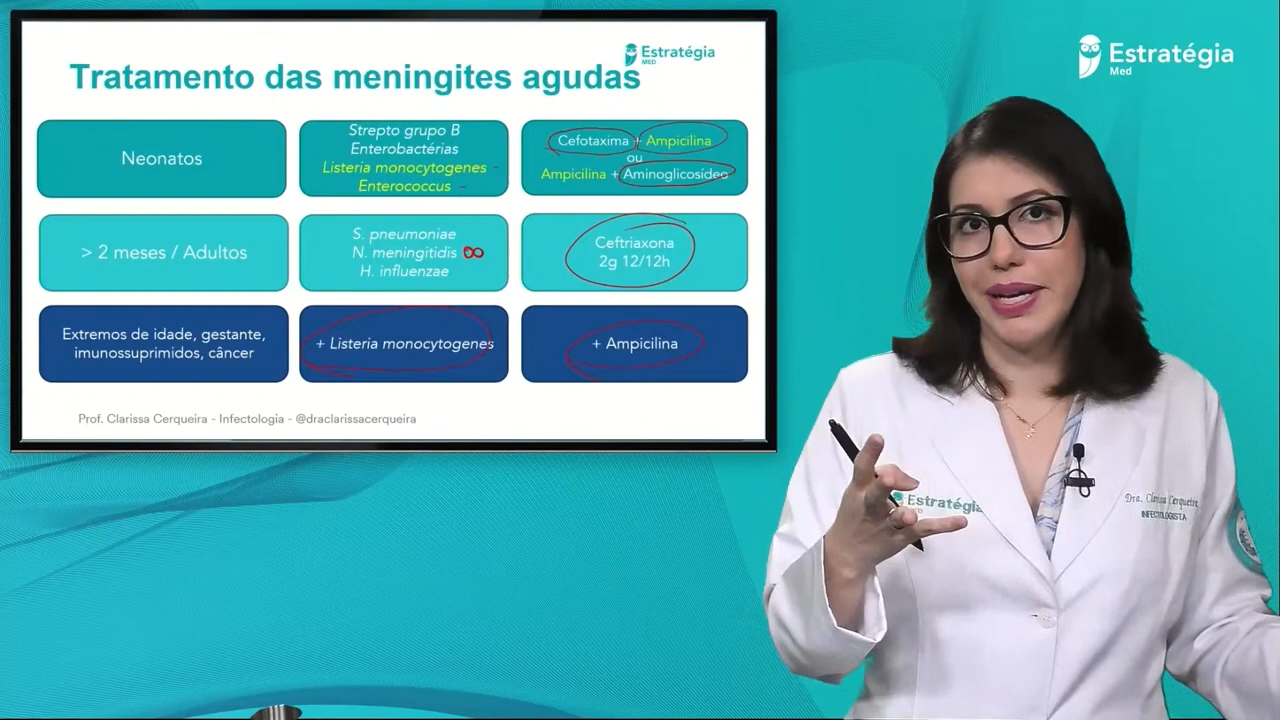 Estratégia
MED
Tratamento das meningites agudas
Neonatos
Strepto grupo B
Enterobactérias
Listeria monocytogenes
Enterococcus
Cefotaxima + Ampicilina
ou
Ampicilina + Aminoglicosídeo
> 2 meses / Adultos
S. pneumoniae
N. meningitidis
H. influenzae
Ceftriaxona
2g 12/12h
Extremos de idade, gestante,
imunossuprimidos, câncer
+ Listeria monocytogenes
+ Ampicilina
Prof. Clarissa Cerqueira - Infectologia - @draclarissacerqueira
Estratégia
Med
Estratégia
Dra. Clarissa Cerqueira
INFECTOLOGISTA